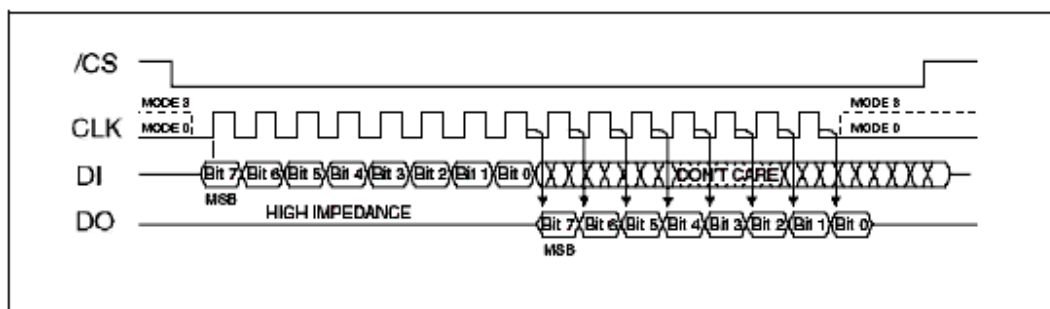 /CS
MODE 3 MODE 3
CLK MODE 0 MODE 0
DI Bit 7 Bit 6 Bit 5 Bit 4 Bit 3 Bit 2 Bit 1 Bit 0 DON'T CARE
MSB HIGH IMPEDANCE
DO Bit 7 Bit 6 Bit 5 Bit 4 Bit 3 Bit 2 Bit 1 Bit 0
MSB